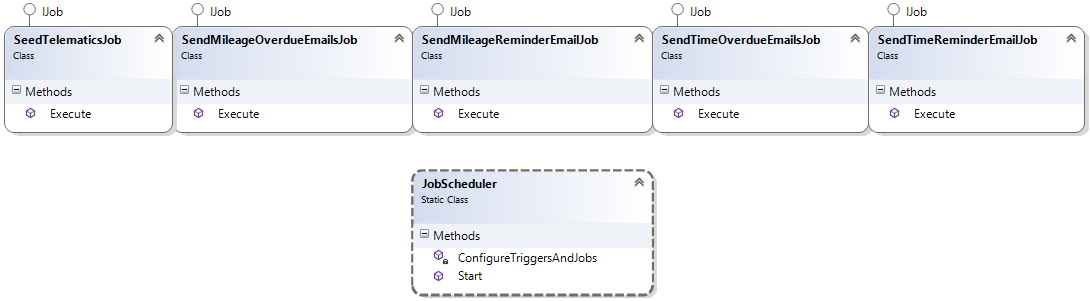 IJob IJob IJob IJob IJob
SeedTelematicsJob SendMileageOverdueEmailsJob SendMileageReminderEmailJob SendTimeOverdueEmailsJob SendTimeReminderEmailJob
Class Class Class Class Class
Methods Methods Methods Methods Methods
Execute Execute Execute Execute Execute
JobScheduler
Static Class
Methods
ConfigureTriggersAndJobs
Start